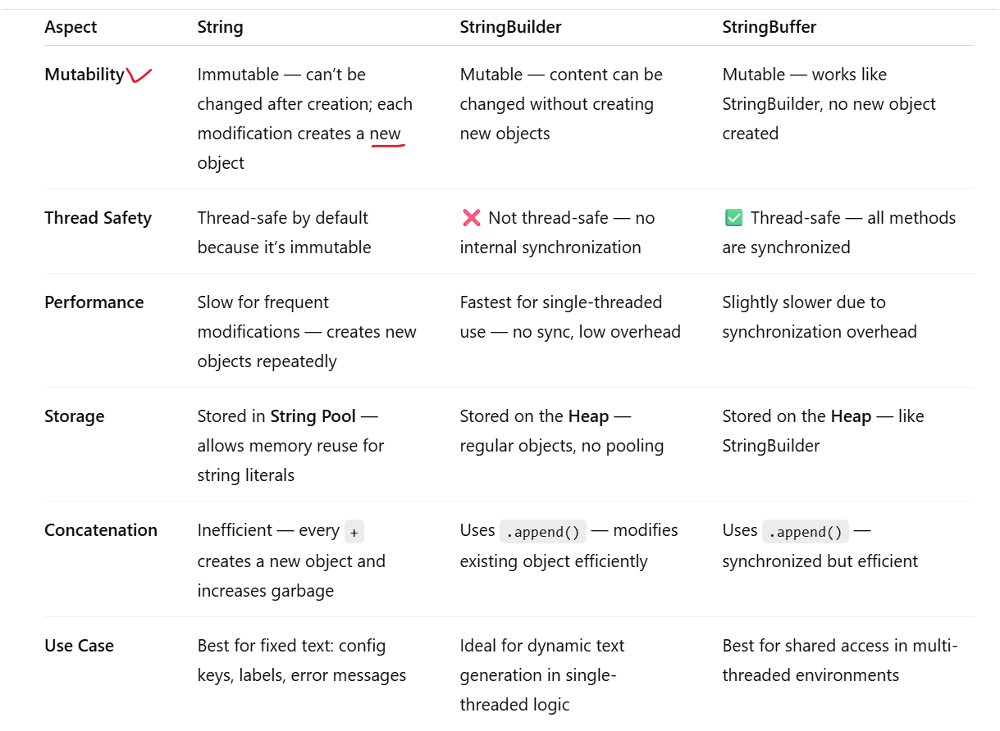 Aspect String StringBuilder StringBuffer
Mutability Immutable — can’t be Mutable — content can be Mutable — works like
changed after creation; each changed without creating StringBuilder, no new object
modification creates a new new objects created
object
Thread Safety Thread-safe by default ❌ Not thread-safe — no ✅ Thread-safe — all methods
because it’s immutable internal synchronization are synchronized
Performance Slow for frequent Fastest for single-threaded Slightly slower due to
modifications — creates new use — no sync, low overhead synchronization overhead
objects repeatedly
Storage Stored in String Pool — Stored on the Heap — Stored on the Heap — like
allows memory reuse for regular objects, no pooling StringBuilder
string literals
Concatenation Inefficient — every + Uses .append() — modifies Uses .append() —
creates a new object and existing object efficiently synchronized but efficient
increases garbage
Use Case Best for fixed text: config Ideal for dynamic text Best for shared access in multi-
keys, labels, error messages generation in single- threaded environments
threaded logic